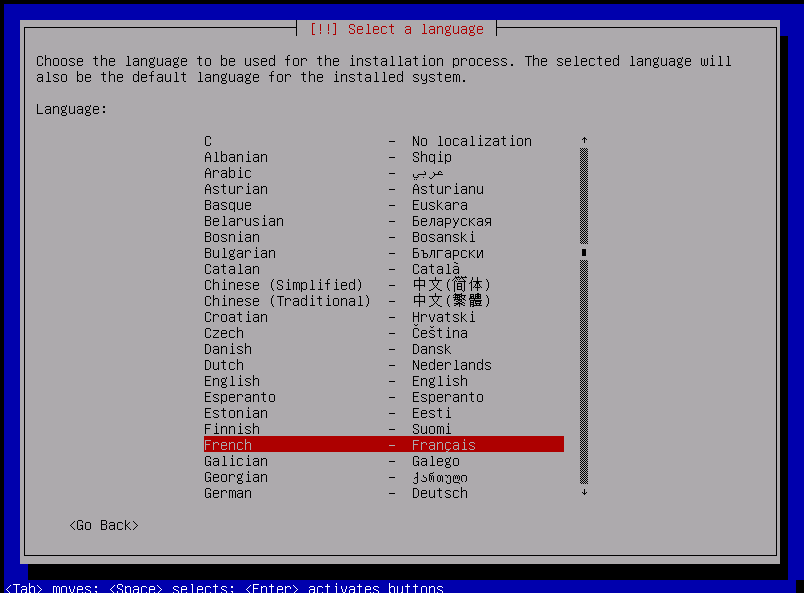 [!!] Select a language
Choose the language to be used for the installation process. The selected language will
also be the default language for the installed system.
Language:
C - No localization
Albanian - Shqip
Arabic - عربي
Asturian - Asturianu
Basque - Euskara
Belarusian - Беларуская
Bosnian - Bosanski
Bulgarian - Български
Catalan - Català
Chinese (Simplified) - 中文(简体)
Chinese (Traditional) - 中文(繁體)
Croatian - Hrvatski
Czech - Čeština
Danish - Dansk
Dutch - Nederlands
English - English
Esperanto - Esperanto
Estonian - Eesti
Finnish - Suomi
French - Français
Galician - Galego
Georgian - ქართული
German - Deutsch
<Go Back>
<Tab> moves; <Space> selects; <Enter> activates buttons